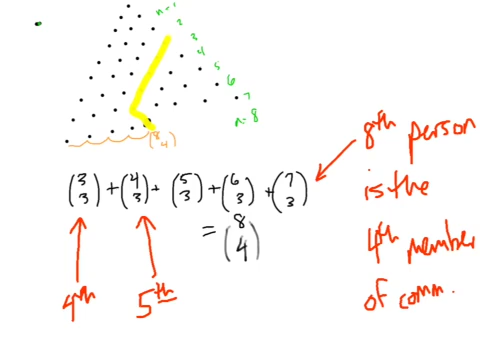 n-1
2
3
4
5
6
7
n-8
(8 4)
(3 3) + (4 3) + (5 3) + (6 3) + (7 3)
= (8 4)
4th
5th
8th person
is the
4th member
of comm.